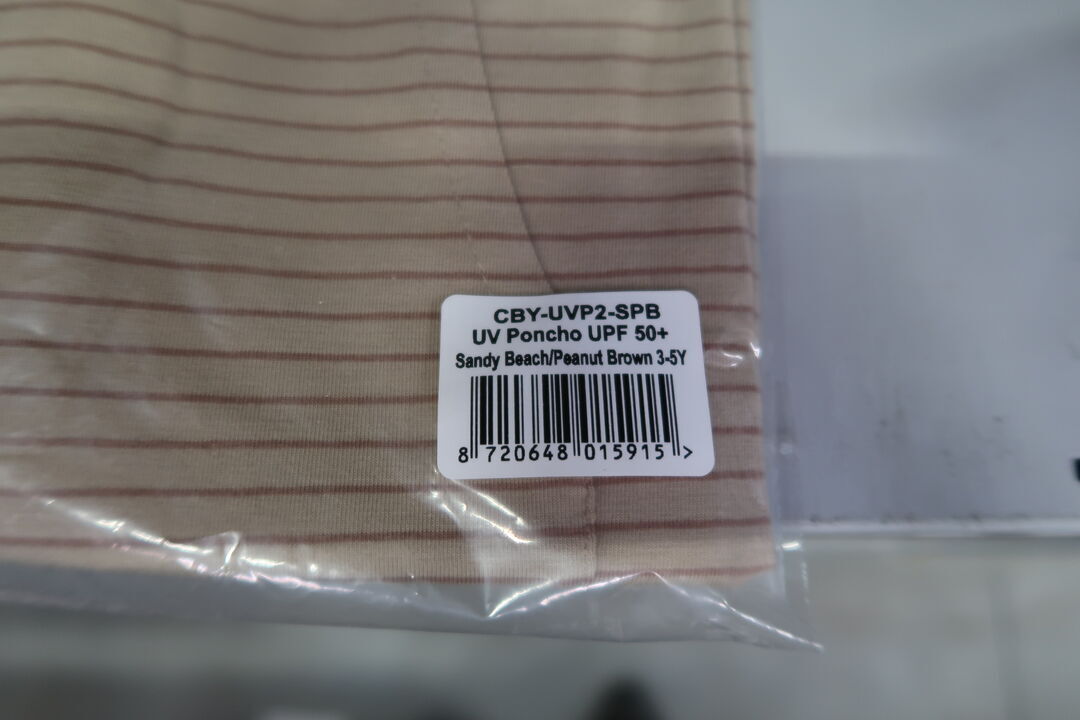 CBY-UVP2-SPB
UV Poncho UPF 50+
Sandy Beach/Peanut Brown 3-5Y
8 720648 015915 >